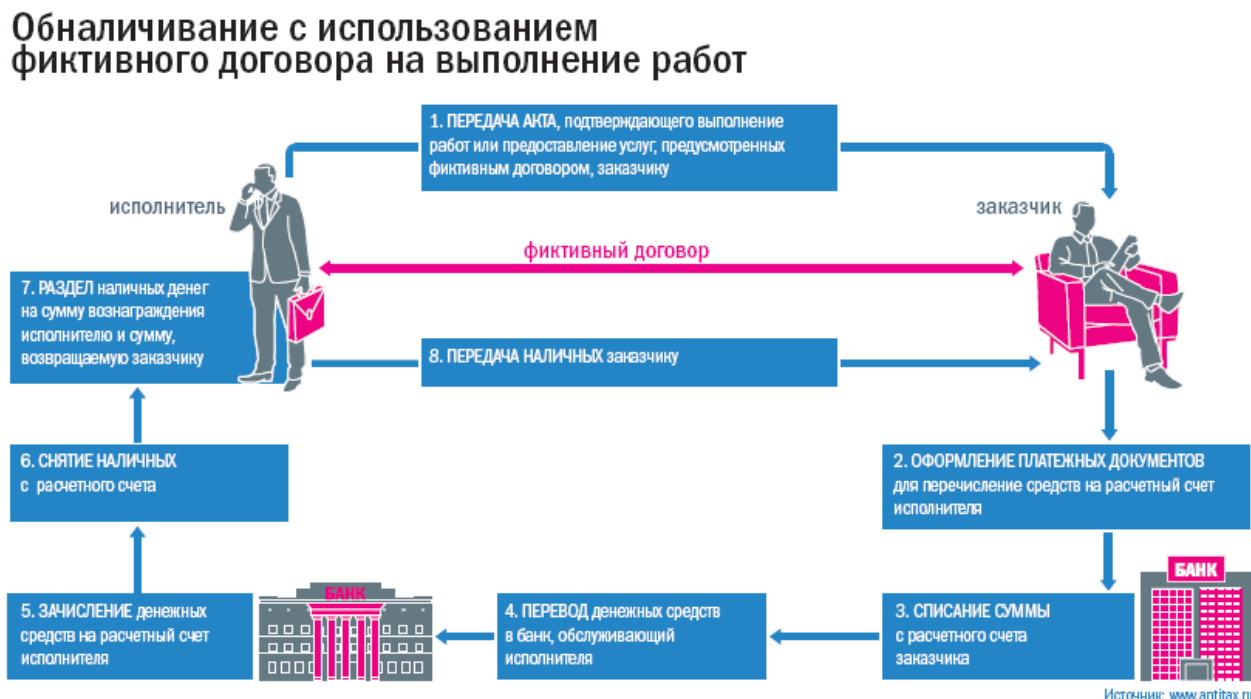 Обналичивание с использованием
фиктивного договора на выполнение работ
1. ПЕРЕДАЧА АКТА, подтверждающего выполнение
работ или предоставление услуг, предусмотренных
фиктивным договором, заказчику
исполнитель
заказчик
фиктивный договор
7. РАЗДЕЛ наличных денег
на сумму вознаграждения
исполнителю и сумму,
возвращаемую заказчику
8. ПЕРЕДАЧА НАЛИЧНЫХ заказчику
6. СНЯТИЕ НАЛИЧНЫХ
с расчетного счета
2. ОФОРМЛЕНИЕ ПЛАТЕЖНЫХ ДОКУМЕНТОВ
для перечисление средств на расчетный счет
исполнителя
БАНК
БАНК
5. ЗАЧИСЛЕНИЕ денежных
средств на расчетный счет
исполнителя
4. ПЕРЕВОД денежных средств
в банк, обслуживающий
исполнителя
3. СПИСАНИЕ СУММЫ
с расчетного счета
заказчика
Источник: www.antitax.ru